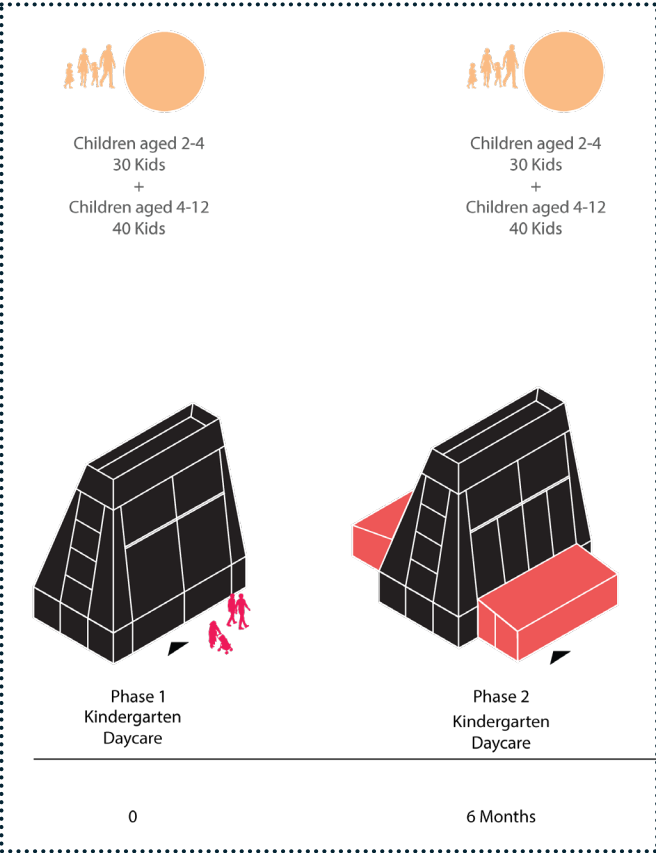 Children aged 2-4
30 Kids
+
Children aged 4-12
40 Kids
Children aged 2-4
30 Kids
+
Children aged 4-12
40 Kids
Phase 1
Kindergarten
Daycare
Phase 2
Kindergarten
Daycare
0
6 Months